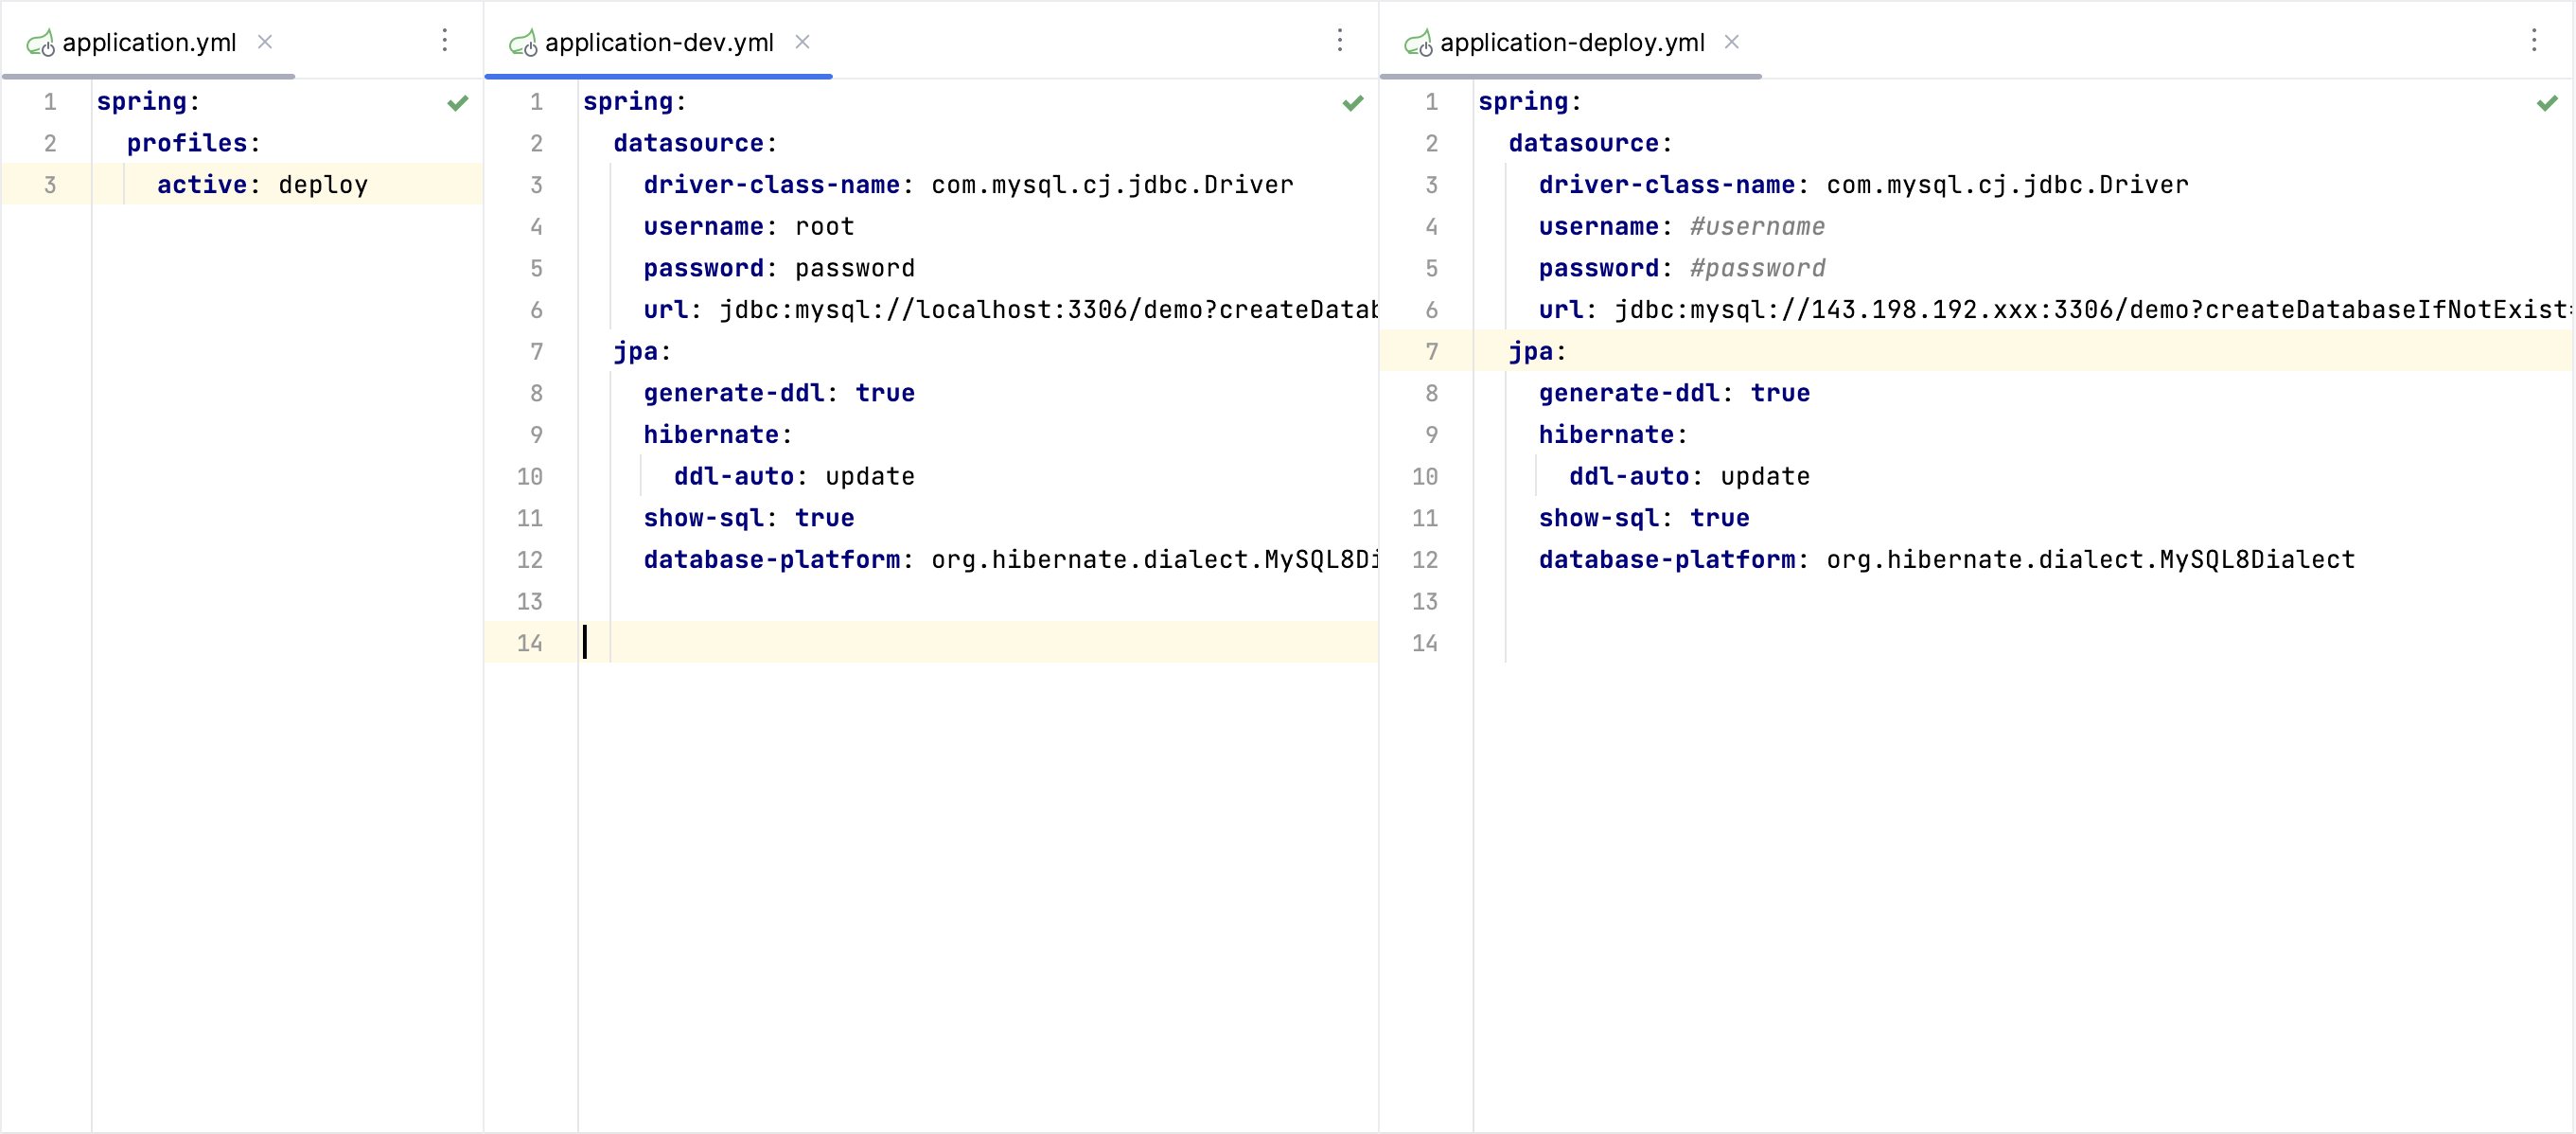 application.yml
1 spring:
2   profiles:
3     active: deploy
application-dev.yml
1 spring:
2   datasource:
3     driver-class-name: com.mysql.cj.jdbc.Driver
4     username: root
5     password: password
6     url: jdbc:mysql://localhost:3306/demo?createDatab
7   jpa:
8     generate-ddl: true
9     hibernate:
10       ddl-auto: update
11     show-sql: true
12     database-platform: org.hibernate.dialect.MySQL8Di
13
14
application-deploy.yml
1 spring:
2   datasource:
3     driver-class-name: com.mysql.cj.jdbc.Driver
4     username: #username
5     password: #password
6     url: jdbc:mysql://143.198.192.xxx:3306/demo?createDatabaseIfNotExist=
7   jpa:
8     generate-ddl: true
9     hibernate:
10       ddl-auto: update
11     show-sql: true
12     database-platform: org.hibernate.dialect.MySQL8Dialect
13
14